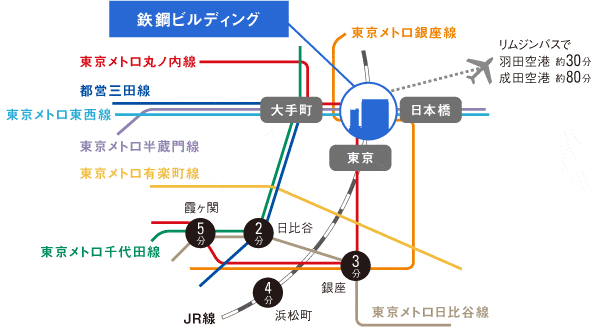 鉃鋼ビルディング
東京メトロ銀座線
リムジンバスで
羽田空港 約30分
成田空港 約80分
東京メトロ丸ノ内線
都営三田線
東京メトロ東西線
大手町
日本橋
東京メトロ半蔵門線
東京
東京メトロ有楽町線
霞ヶ関
5分
2分
日比谷
東京メトロ千代田線
3分
銀座
4分
浜松町
JR線
東京メトロ日比谷線